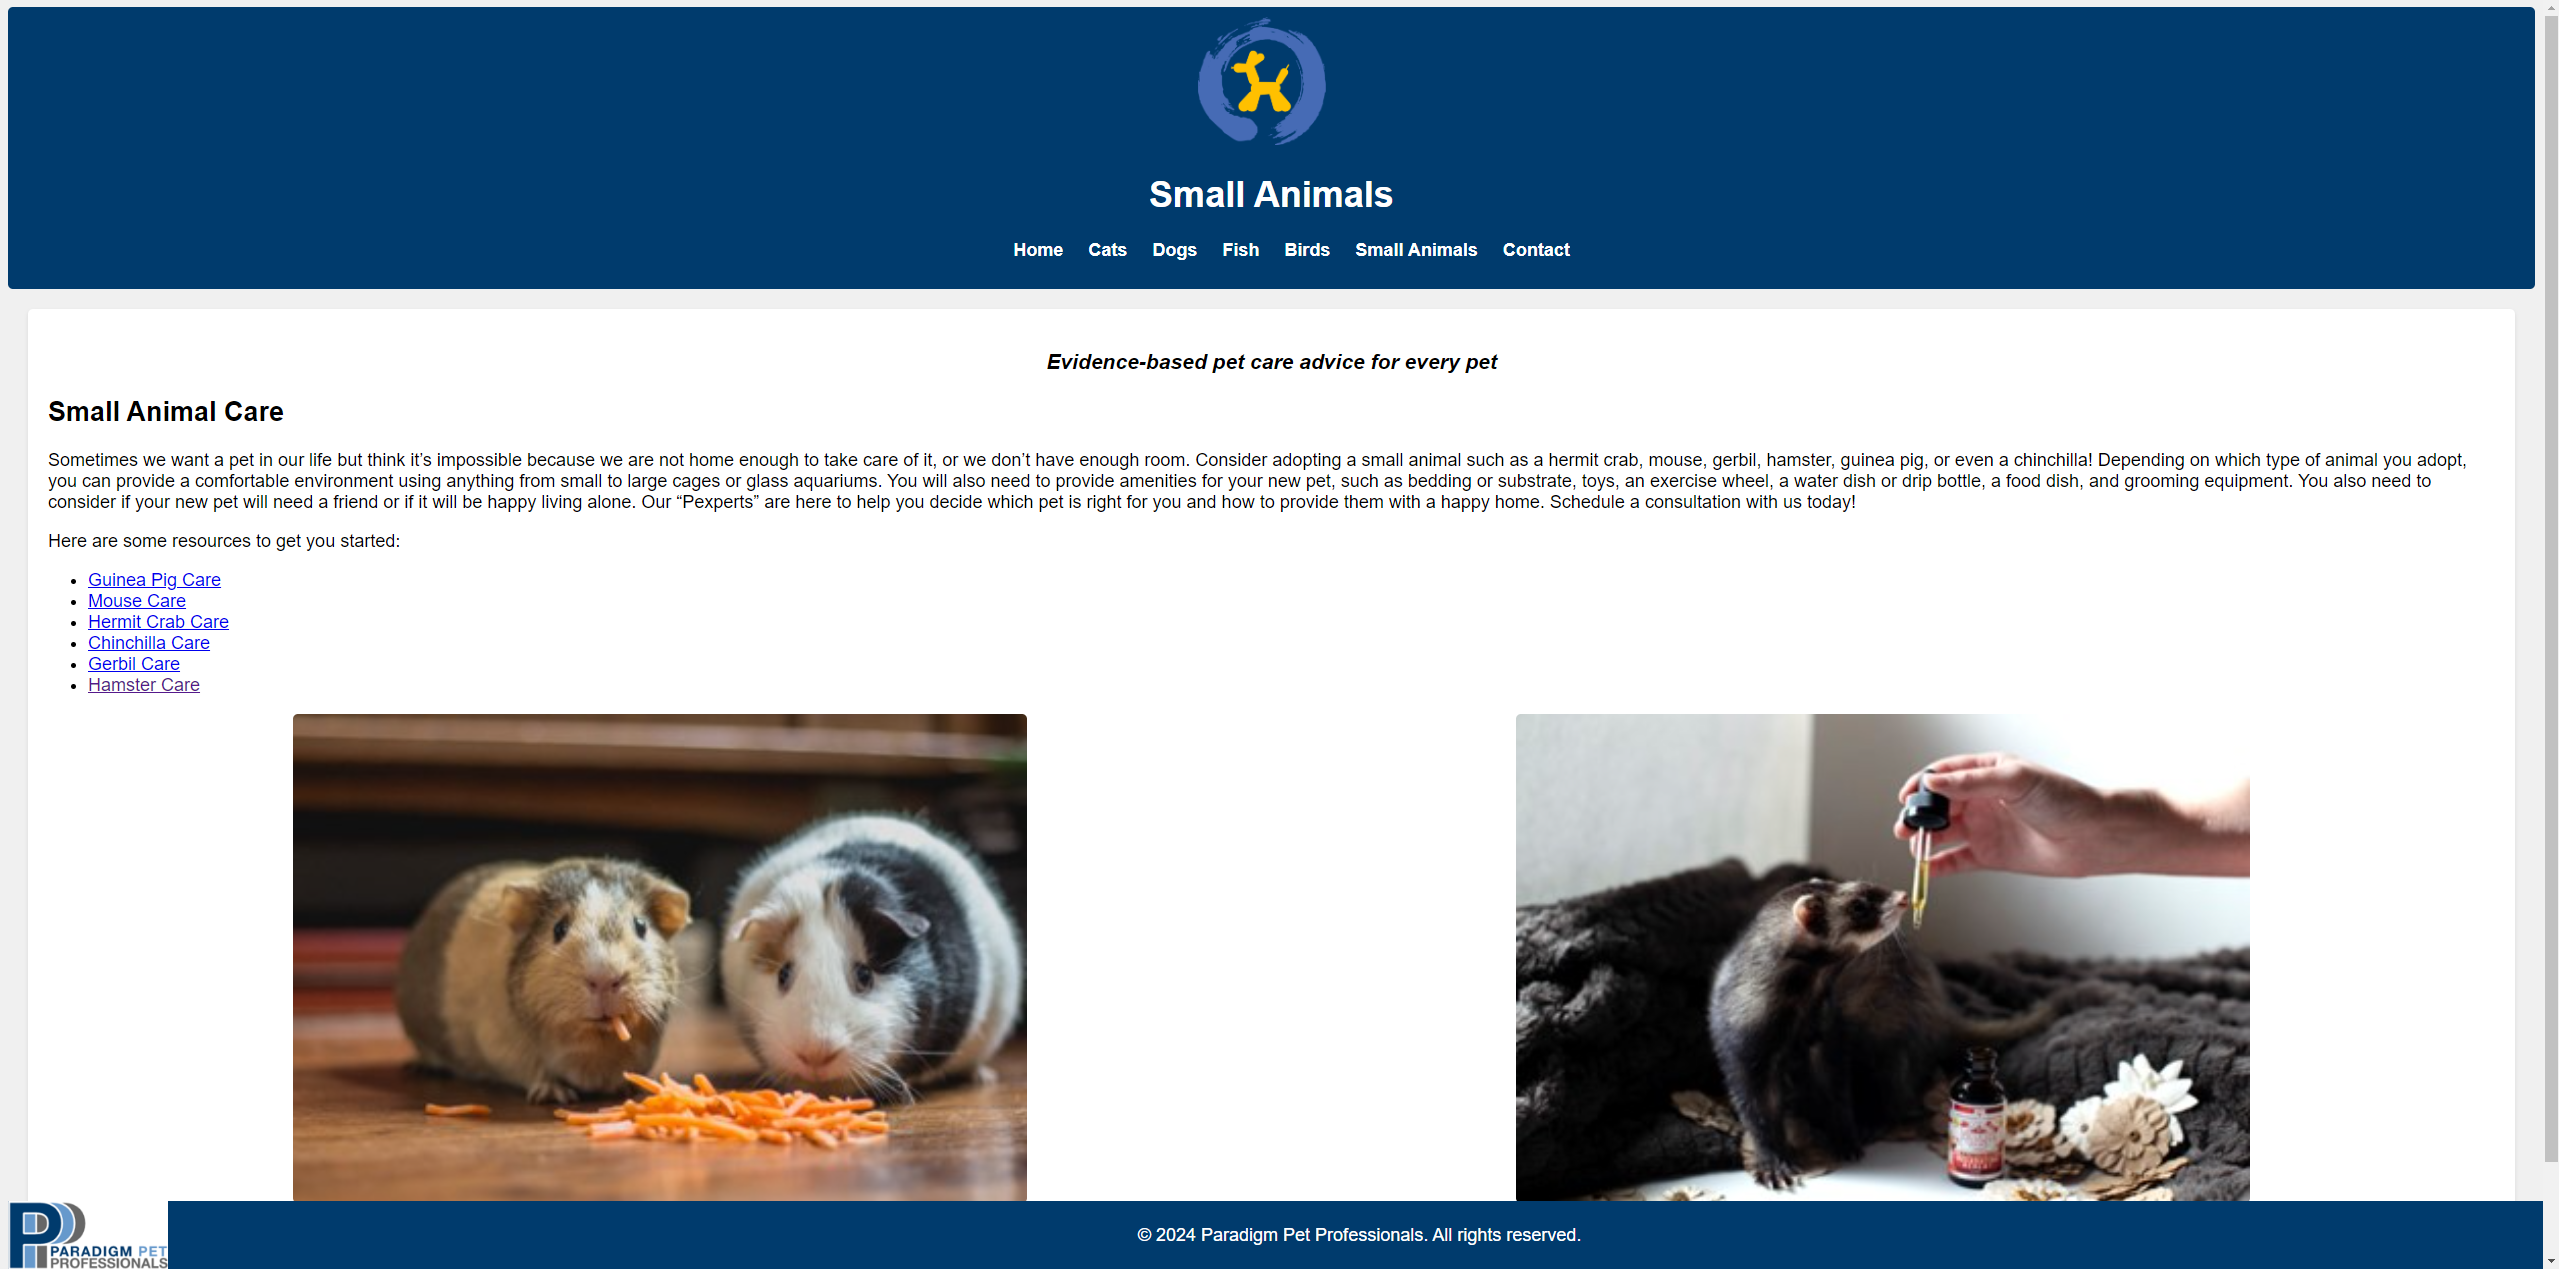 Small Animals
Home Cats Dogs Fish Birds Small Animals Contact
Evidence-based pet care advice for every pet
Small Animal Care
Sometimes we want a pet in our life but think it’s impossible because we are not home enough to take care of it, or we don’t have enough room. Consider adopting a small animal such as a hermit crab, mouse, gerbil, hamster, guinea pig, or even a chinchilla! Depending on which type of animal you adopt,
you can provide a comfortable environment using anything from small to large cages or glass aquariums. You will also need to provide amenities for your new pet, such as bedding or substrate, toys, an exercise wheel, a water dish or drip bottle, a food dish, and grooming equipment. You also need to
consider if your new pet will need a friend or if it will be happy living alone. Our “Pexperts” are here to help you decide which pet is right for you and how to provide them with a happy home. Schedule a consultation with us today!
Here are some resources to get you started:
Guinea Pig Care
Mouse Care
Hermit Crab Care
Chinchilla Care
Gerbil Care
Hamster Care
PARADIGM PET
PROFESSIONALS
© 2024 Paradigm Pet Professionals. All rights reserved.